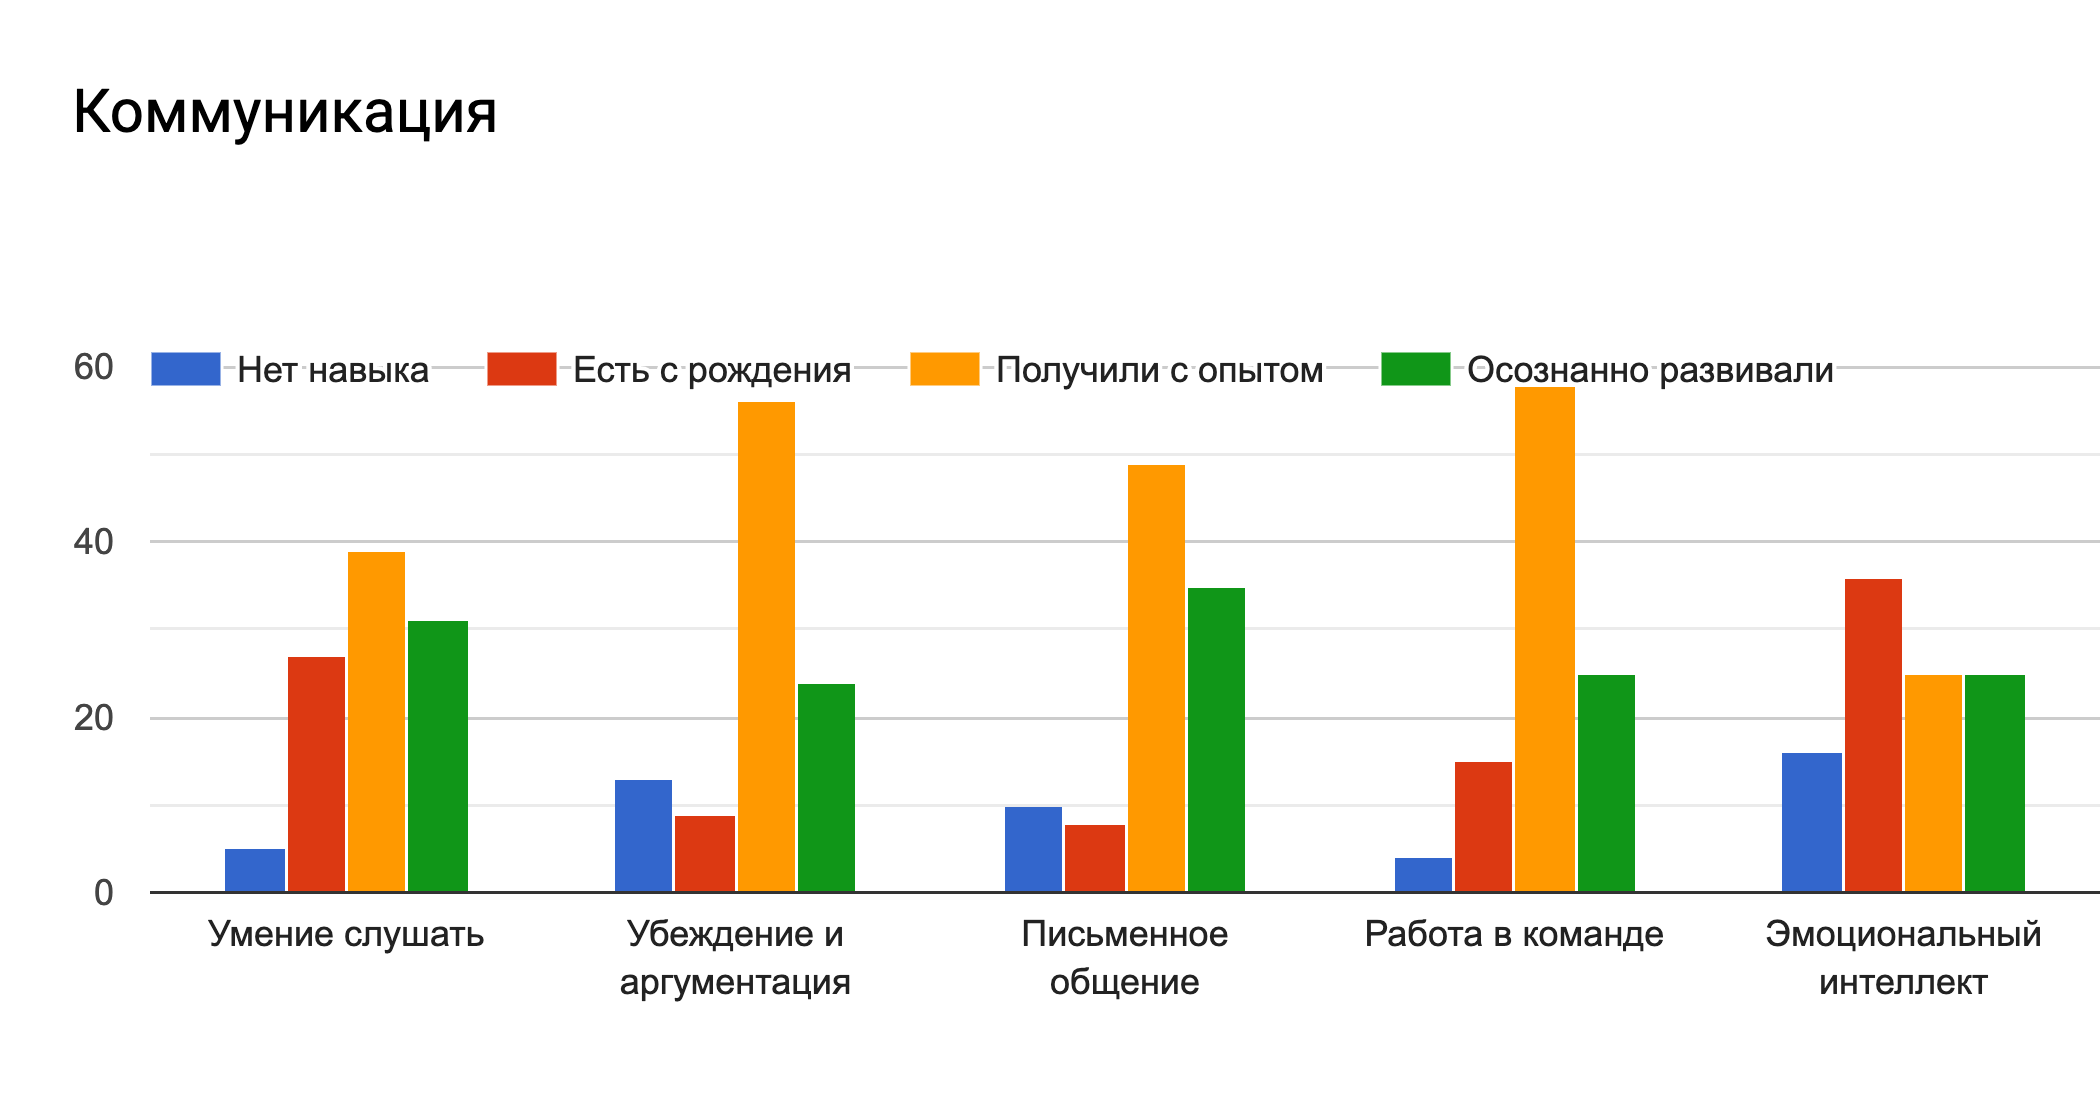 Коммуникация
60
Нет навыка
Есть с рождения
Получили с опытом
Осознанно развивали
40
20
0
Умение слушать
Убеждение и
аргументация
Письменное
общение
Работа в команде
Эмоциональный
интеллект